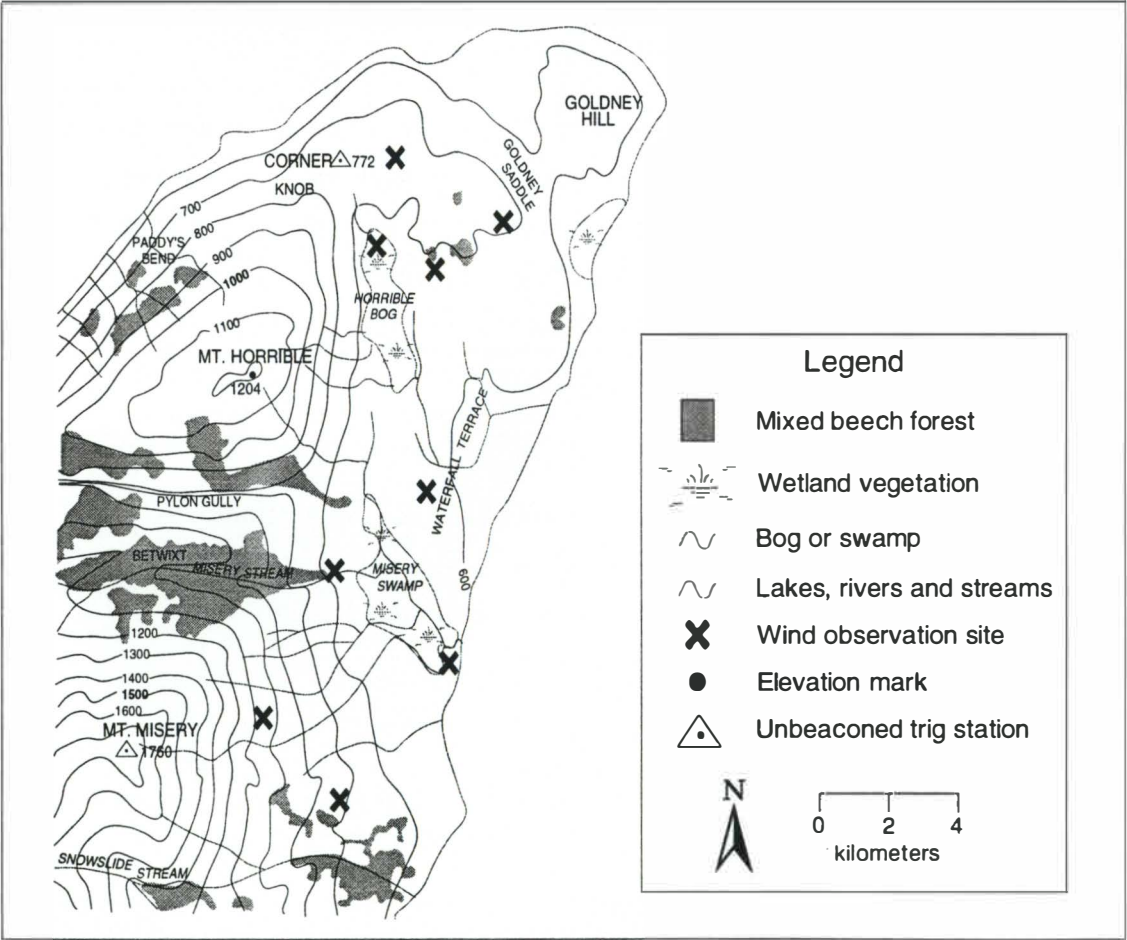 GOLDNEY
HILL
GOLDNEY
SADDLE
CORNER 772
KNOB
700
800
PADDY'S
BEND
900
1000
HORRIBLE
BOG
1100
MT. HORRIBLE
1204
WATERFALL TERRACE
PYLON GULLY
BETWIXT
MISERY STREAM
MISERY
SWAMP
600
1200
1300
1400
1500
1600
MT. MISERY
1760
SNOWSLIDE STREAM
Legend
Mixed beech forest
Wetland vegetation
Bog or swamp
Lakes, rivers and streams
Wind observation site
Elevation mark
Unbeaconed trig station
N
0 2 4
kilometers